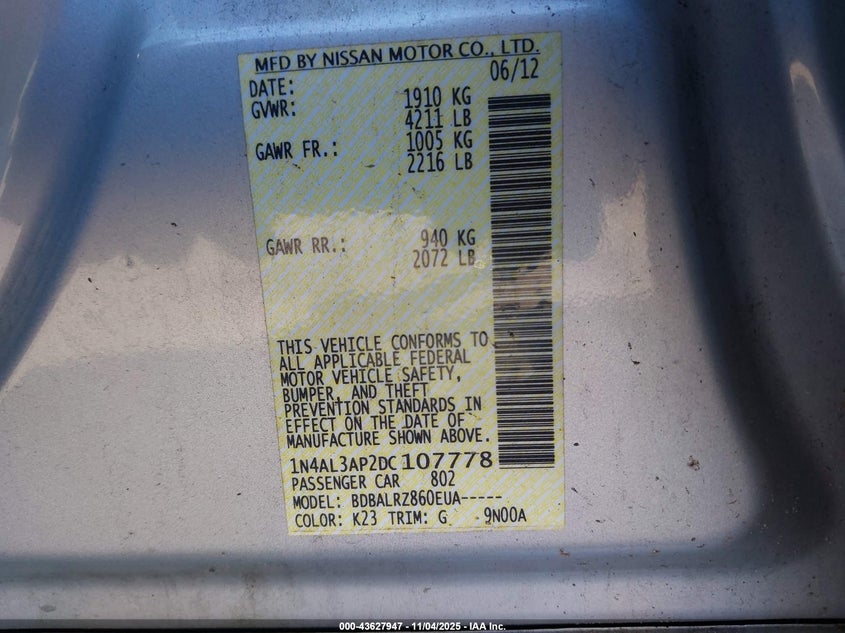 MFD BY NISSAN MOTOR CO., LTD.
DATE: 06/12
GVWR: 1910 KG
4211 LB
GAWR FR.: 1005 KG
2216 LB
GAWR RR.: 940 KG
2072 LB
THIS VEHICLE CONFORMS TO
ALL APPLICABLE FEDERAL
MOTOR VEHICLE SAFETY,
BUMPER, AND THEFT
PREVENTION STANDARDS IN
EFFECT ON THE DATE OF
MANUFACTURE SHOWN ABOVE.
1N4AL3AP2DC107778
PASSENGER CAR 802
MODEL: BDBALRZ860EUA-----
COLOR: K23 TRIM: G 9N00A
000-43627947 - 11/04/2025 - IAA Inc.